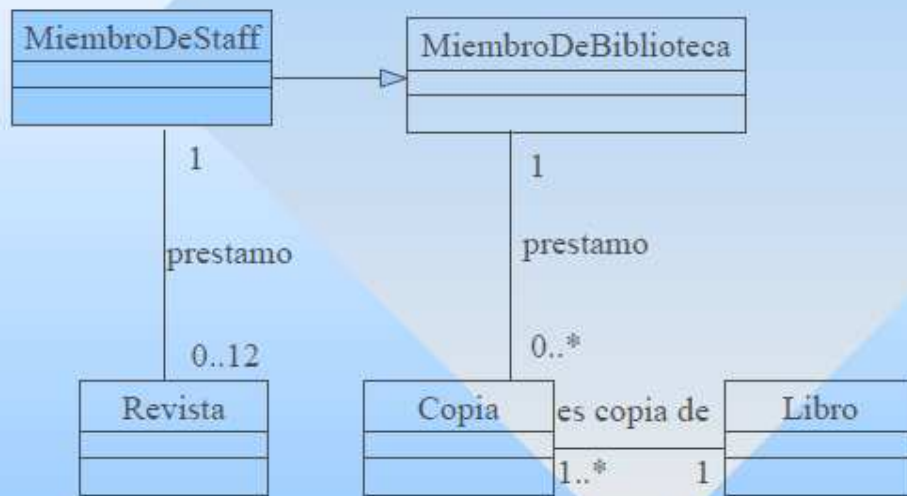 MiembroDeStaff
MiembroDeBiblioteca
1
1
prestamo
prestamo
0..12
0..*
Revista
Copia
es copia de
Libro
1..*
1